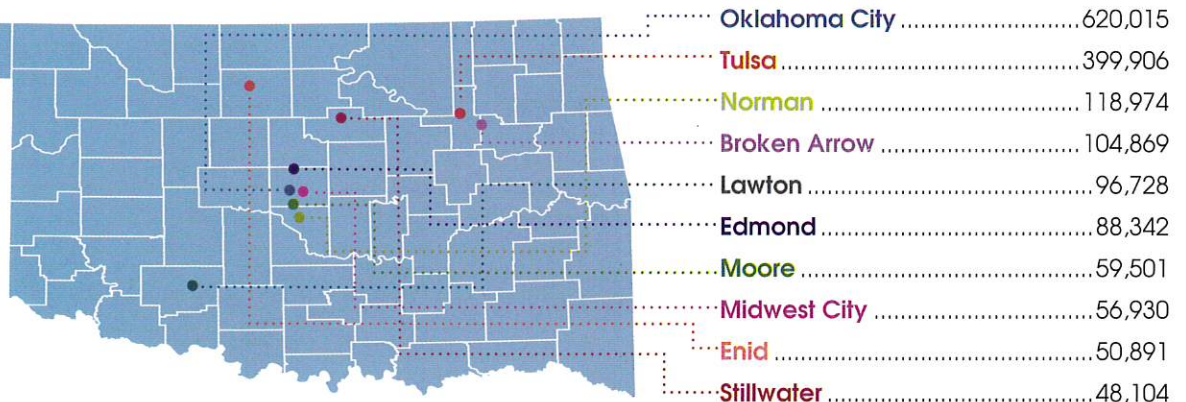 Oklahoma City ........................ 620,015
Tulsa ........................ 399,906
Norman ........................ 118,974
Broken Arrow ........................ 104,869
Lawton ........................ 96,728
Edmond ........................ 88,342
Moore ........................ 59,501
Midwest City ........................ 56,930
Enid ........................ 50,891
Stillwater ........................ 48,104